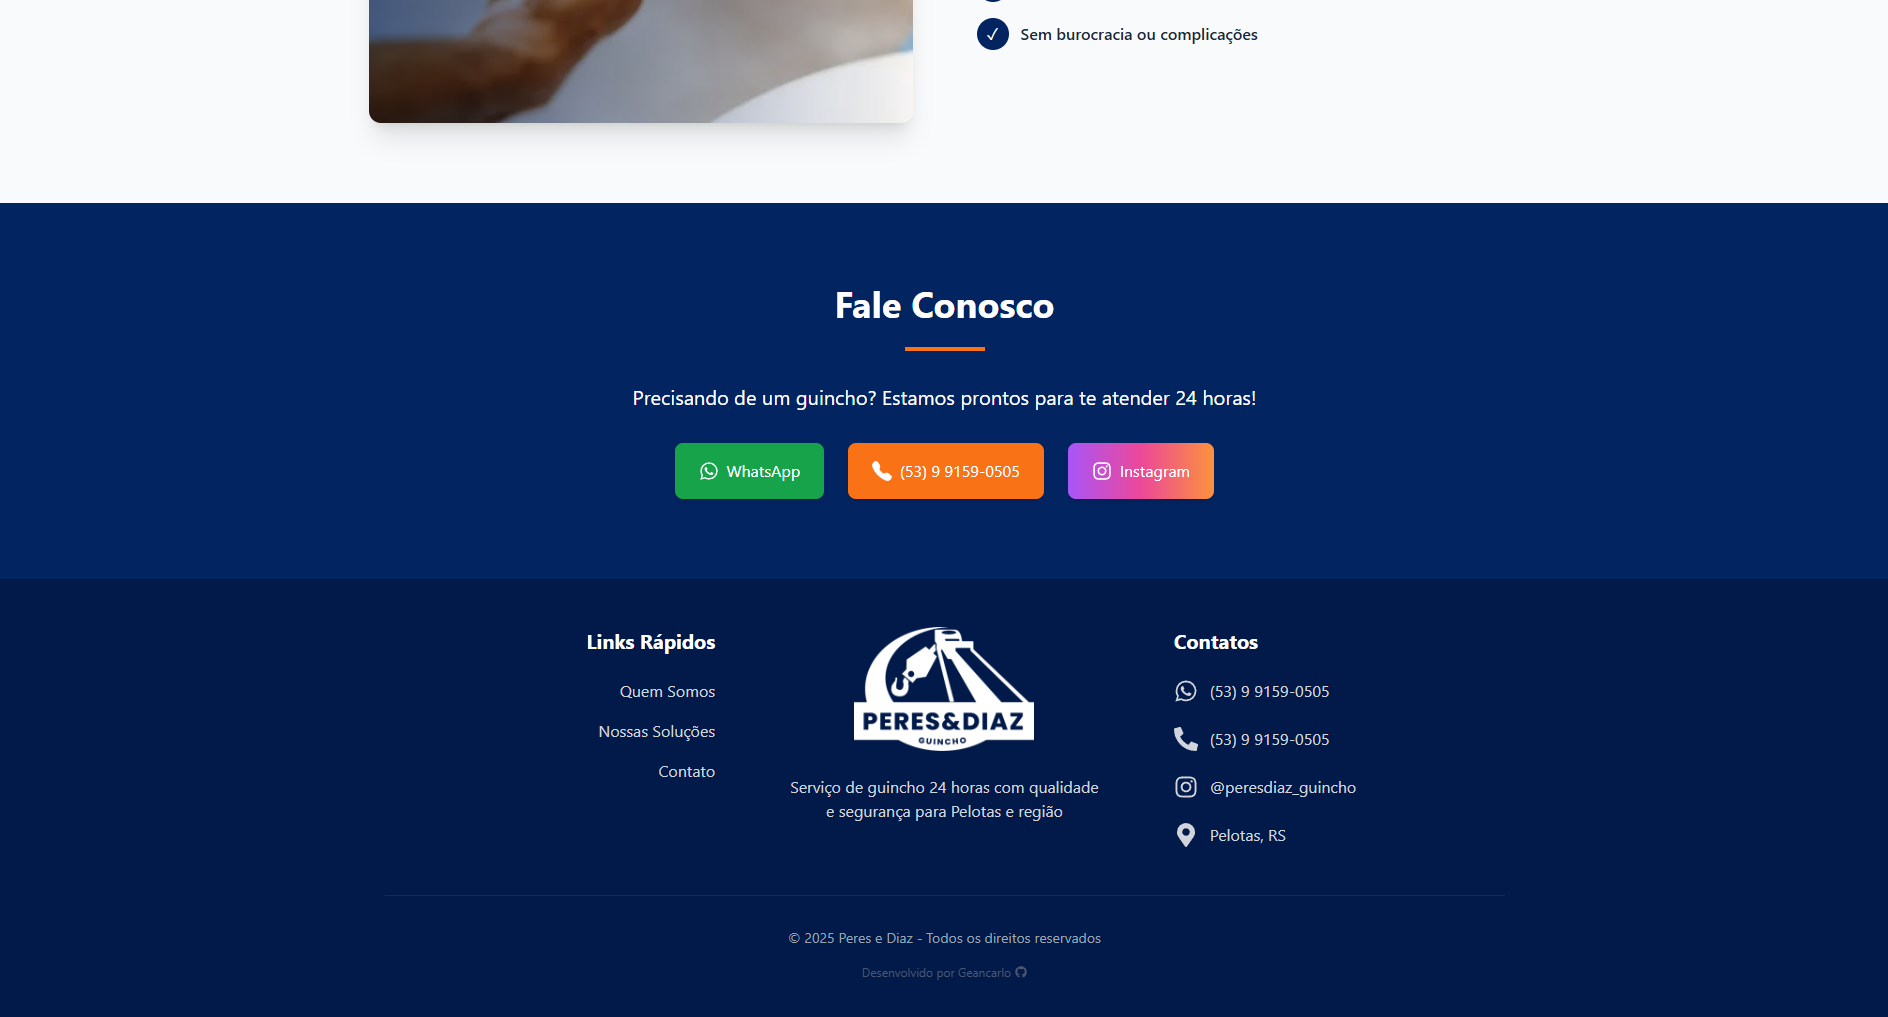 Sem burocracia ou complicações
Fale Conosco
Precisando de um guincho? Estamos prontos para te atender 24 horas!
WhatsApp
(53) 9 9159-0505
Instagram
Links Rápidos
Quem Somos
Nossas Soluções
Contato
PERES&DIAZ
GUINCHO
Serviço de guincho 24 horas com qualidade
e segurança para Pelotas e região
Contatos
(53) 9 9159-0505
(53) 9 9159-0505
@peresdiaz_guincho
Pelotas, RS
© 2025 Peres e Diaz - Todos os direitos reservados
Desenvolvido por Geancarlo